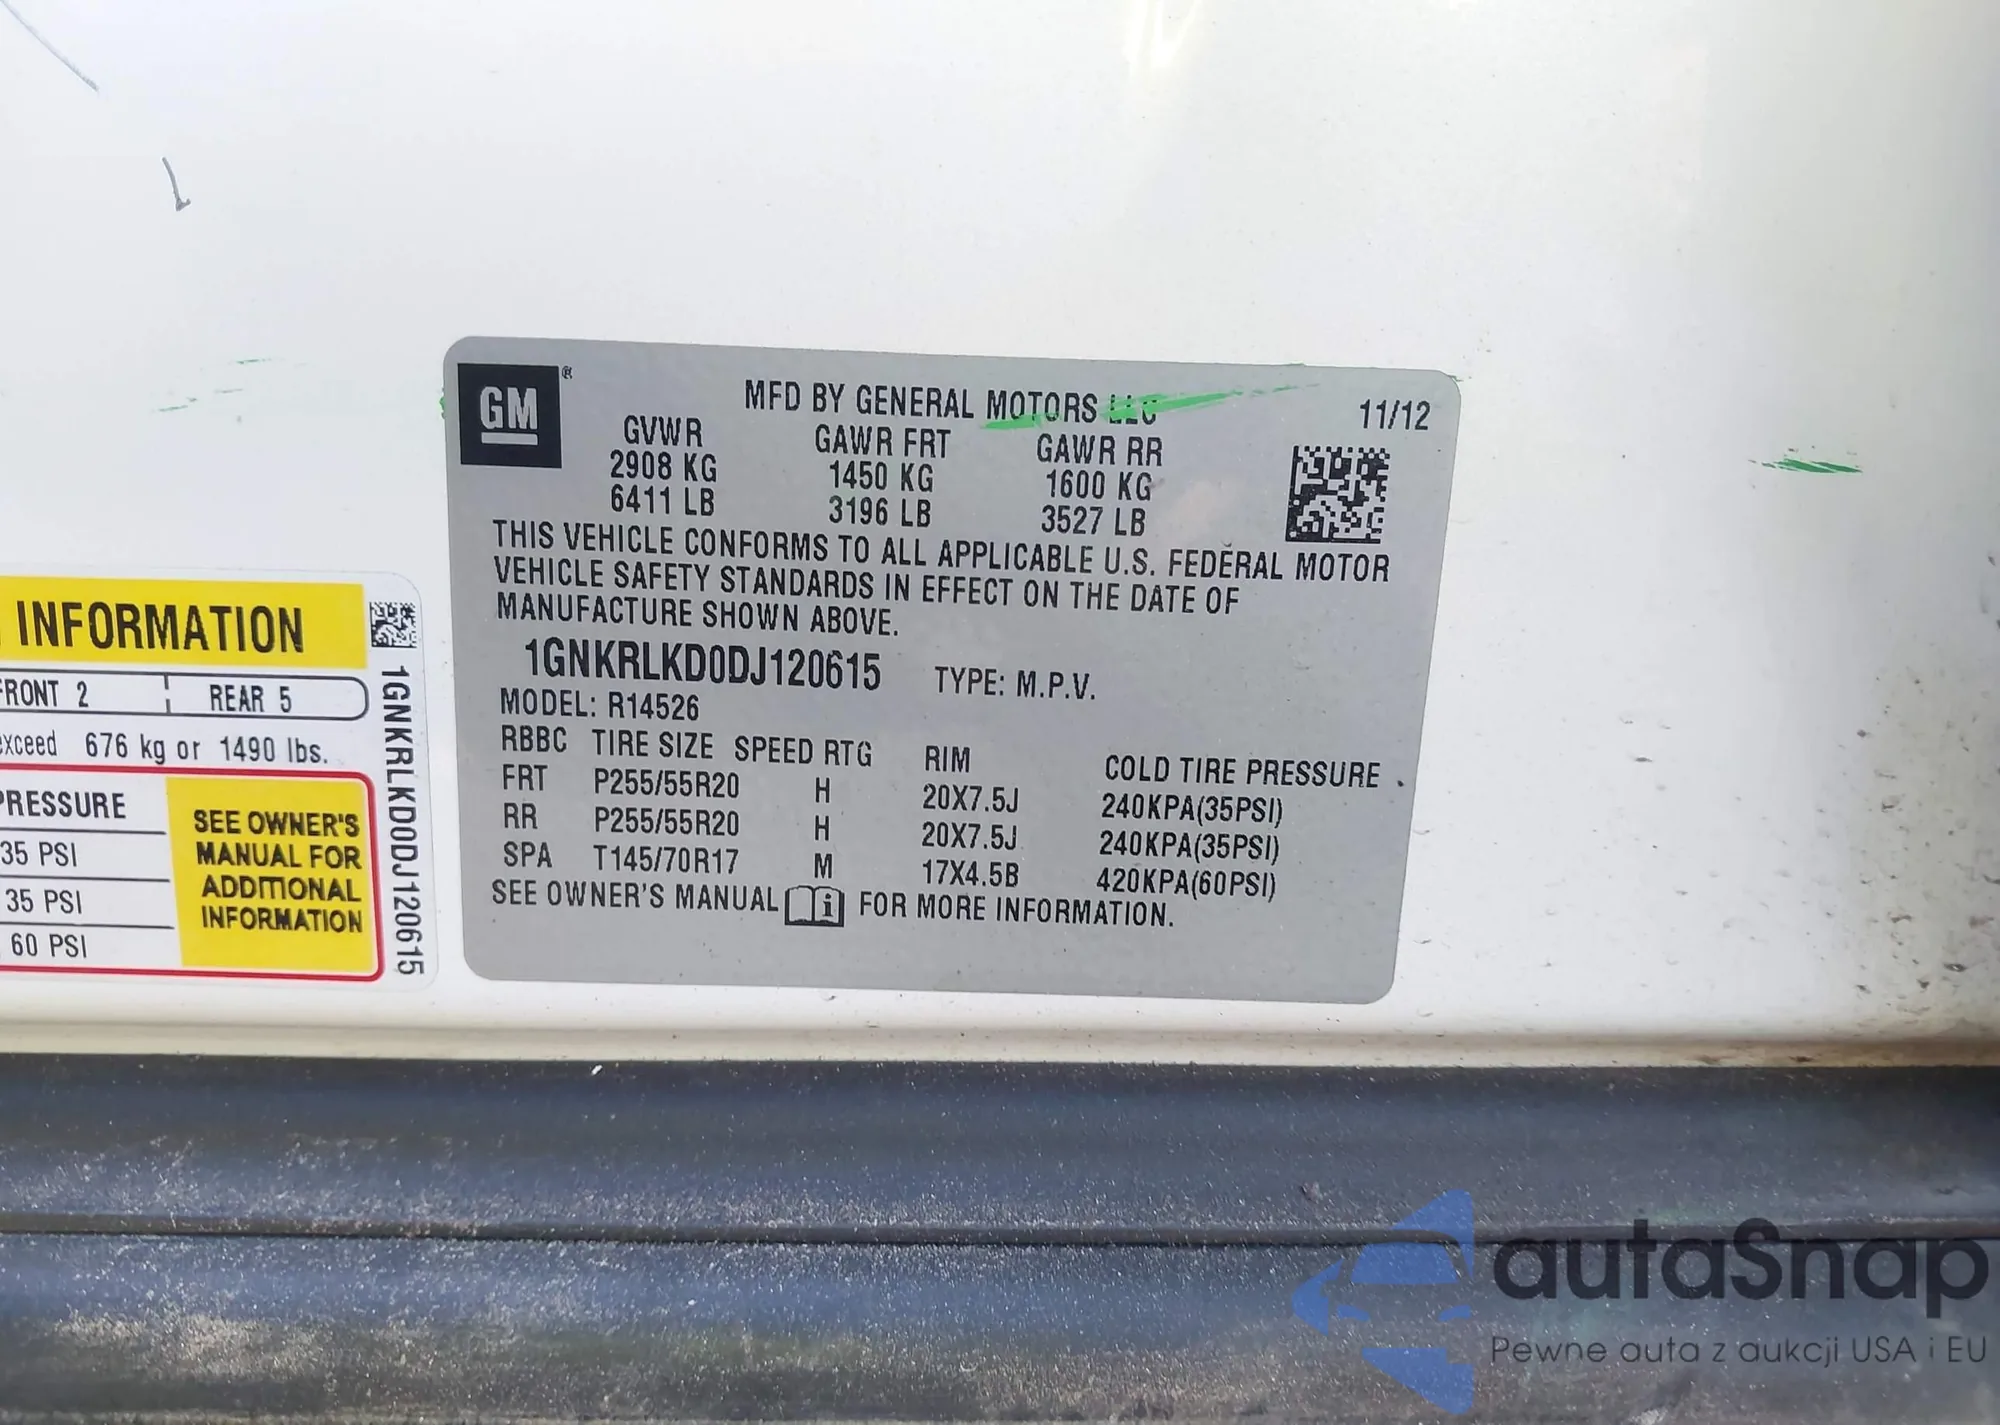 GM
®
MFD BY GENERAL MOTORS LLC
11/12
GVWR GAWR FRT GAWR RR
2908 KG 1450 KG 1600 KG
6411 LB 3196 LB 3527 LB
THIS VEHICLE CONFORMS TO ALL APPLICABLE U.S. FEDERAL MOTOR
VEHICLE SAFETY STANDARDS IN EFFECT ON THE DATE OF
MANUFACTURE SHOWN ABOVE.
1GNKRLKD0DJ120615 TYPE: M.P.V.
MODEL: R14526
RBBC TIRE SIZE SPEED RTG RIM COLD TIRE PRESSURE
FRT P255/55R20 H 20X7.5J 240KPA(35PSI)
RR P255/55R20 H 20X7.5J 240KPA(35PSI)
SPA T145/70R17 M 17X4.5B 420KPA(60PSI)
SEE OWNER'S MANUAL i FOR MORE INFORMATION.
INFORMATION
FRONT 2 REAR 5
exceed 676 kg or 1490 lbs.
PRESSURE
35 PSI
35 PSI
60 PSI
SEE OWNER'S
MANUAL FOR
ADDITIONAL
INFORMATION
1GNKRLKD0DJ120615
autaSnap
Pewne auta z aukcji USA i EU